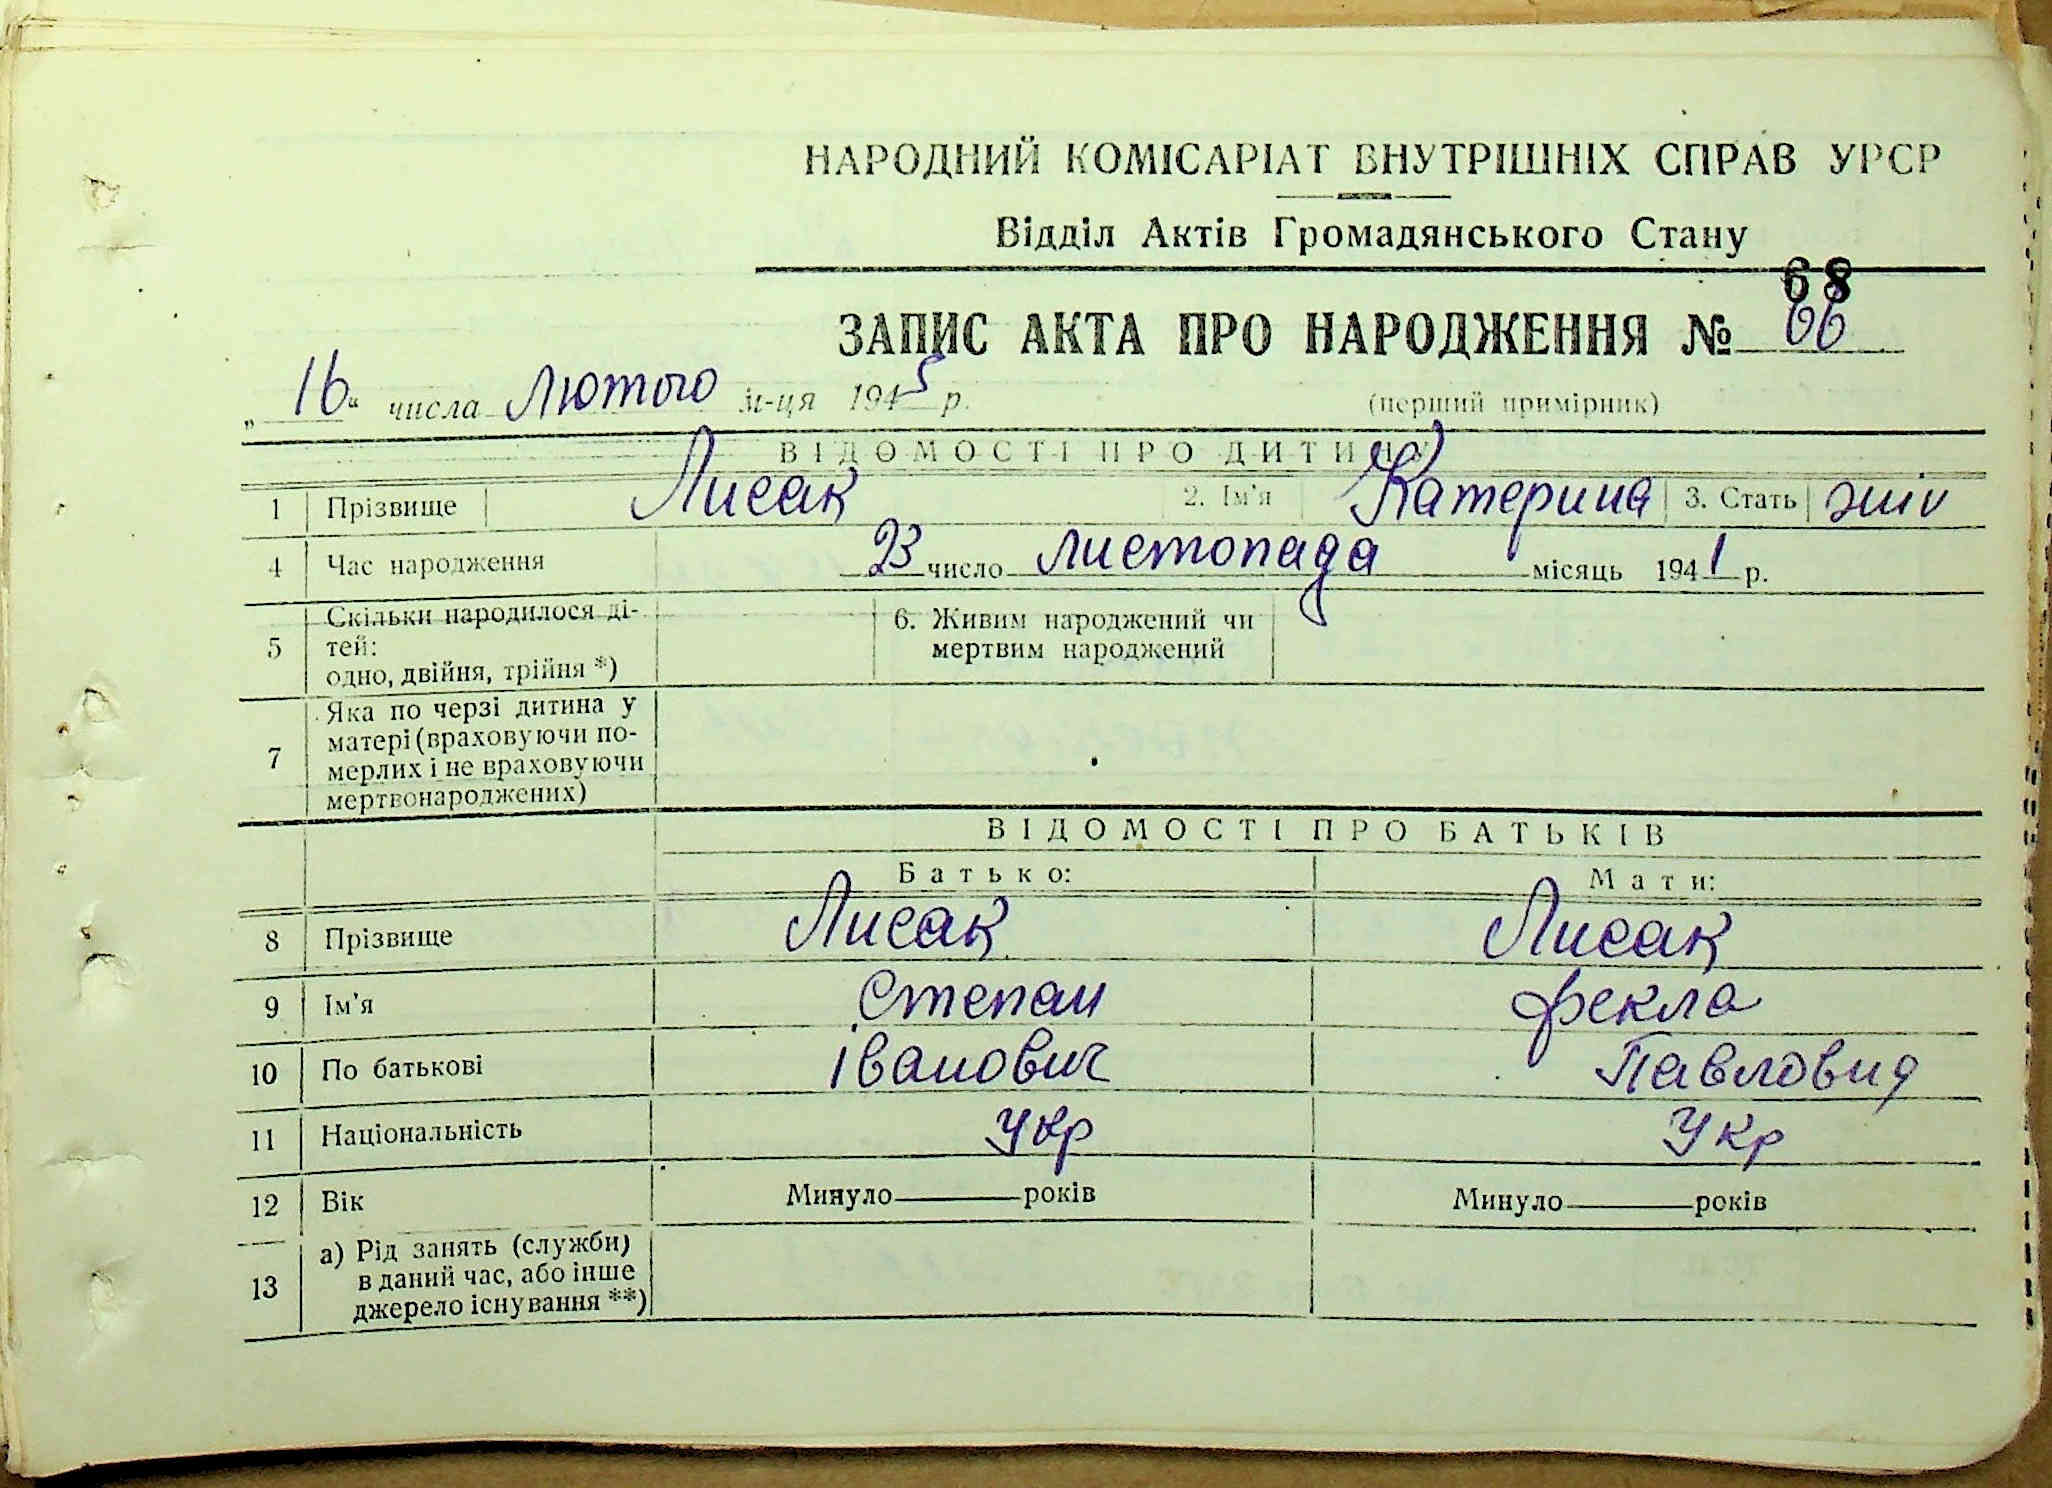 НАРОДНИЙ КОМІСАРІАТ ВНУТРІШНІХ СПРАВ УРСР
Відділ Актів Громадянського Стану
68
ЗАПИС АКТА ПРО НАРОДЖЕННЯ № 66
„16“ числа лютого м-ця 1945 р. (перший примірник)
ВІДОМОСТІ ПРО ДИТИНУ
1 Прізвище Лисак 2. Ім'я Катерина 3. Стать жін
4 Час народження 23 число листопада місяць 1941 р.
5 Скільки народилося ді-
тей:
одно, двійня, трійня *)
6. Живим народжений чи
мертвим народжений
7 Яка по черзі дитина у
матері (враховуючи по-
мерлих і не враховуючи
мертвонароджених)
ВІДОМОСТІ ПРО БАТЬКІВ
Батько: Мати:
8 Прізвище Лисак Лисак
9 Ім'я Степан Фекла
10 По батькові Іванович Павловид
11 Національність Укр Укр
12 Вік Минуло років Минуло років
13 а) Рід занять (служби)
в даний час, або інше
джерело існування **)